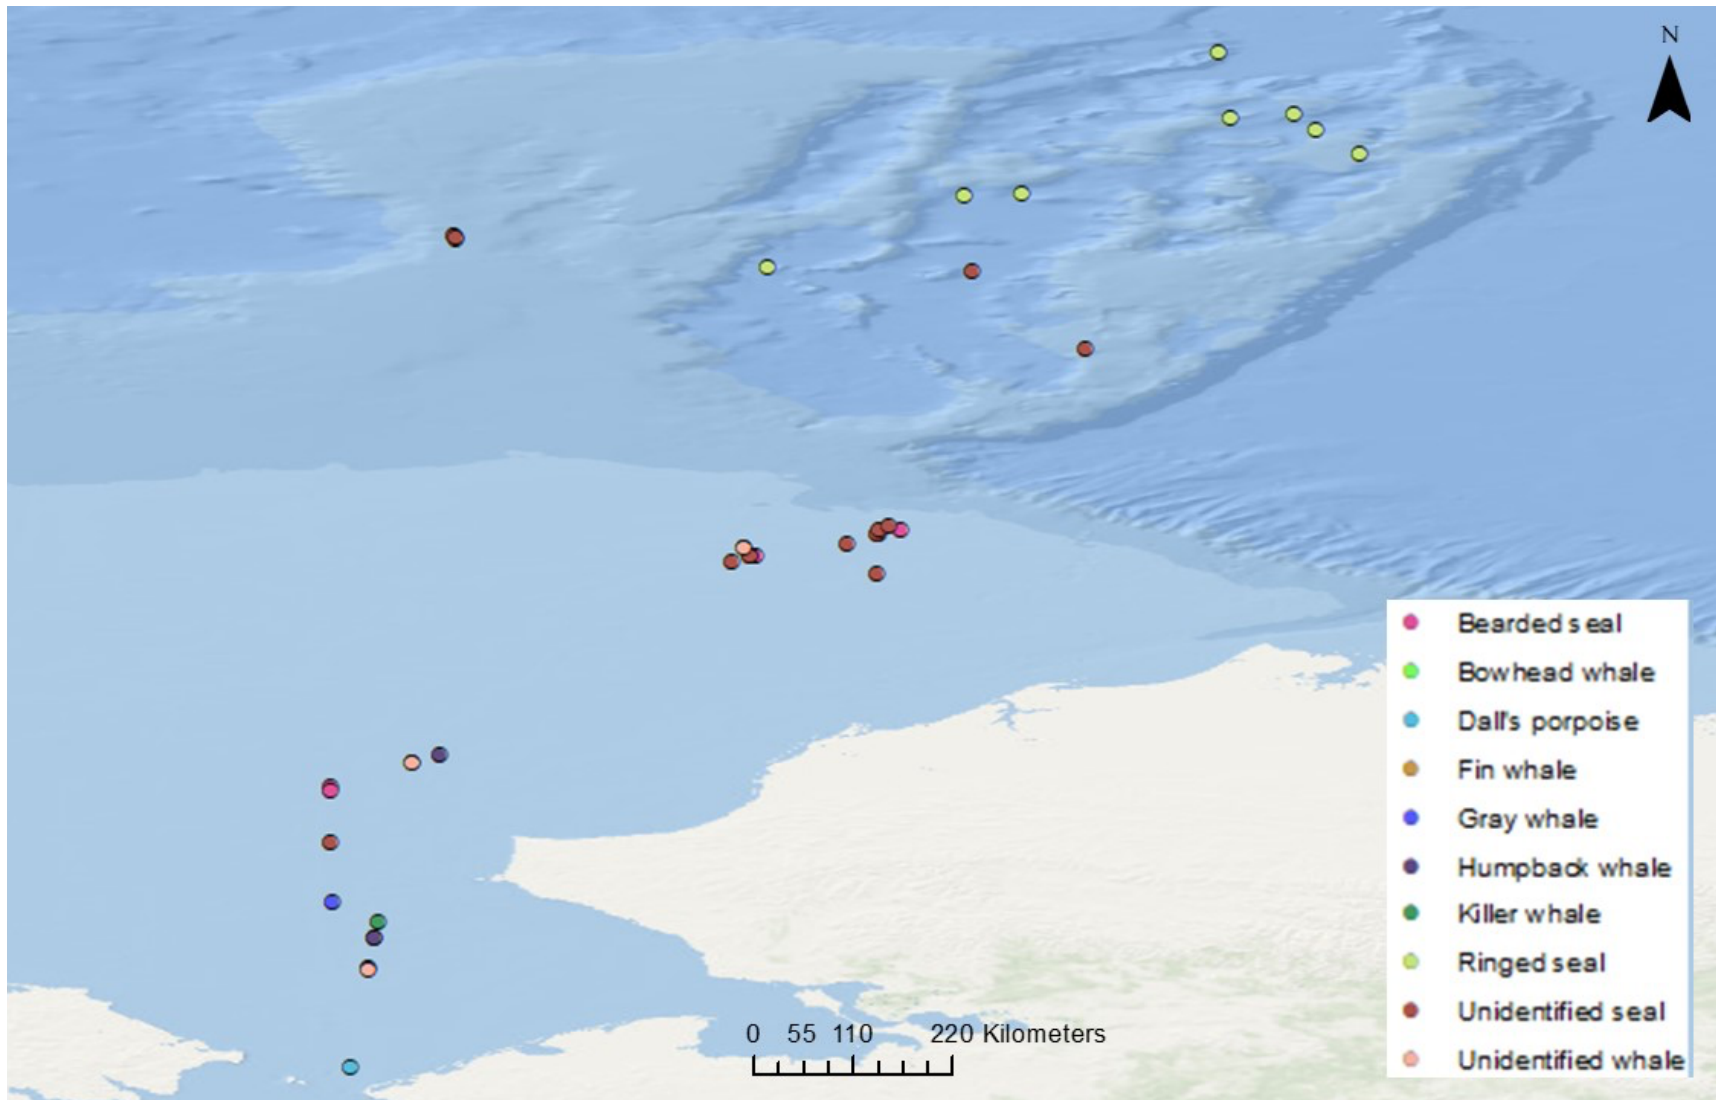 N
Bearded seal
Bowhead whale
Dall's porpoise
Fin whale
Gray whale
Humpback whale
Killer whale
Ringed seal
Unidentified seal
Unidentified whale
0 55 110 220 Kilometers